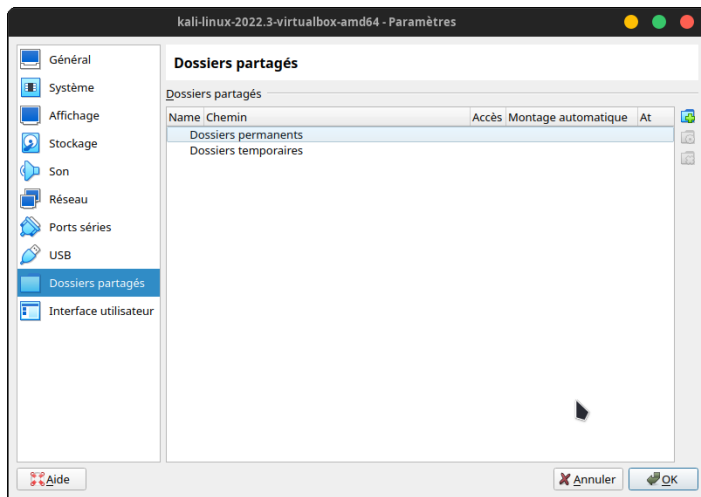 kali-linux-2022.3-virtualbox-amd64 - Paramètres
Général
Système
Affichage
Stockage
Son
Réseau
Ports séries
USB
Dossiers partagés
Interface utilisateur
Dossiers partagés
Dossiers partagés
Name Chemin Accès Montage automatique At
Dossiers permanents
Dossiers temporaires
Aide
Annuler
OK